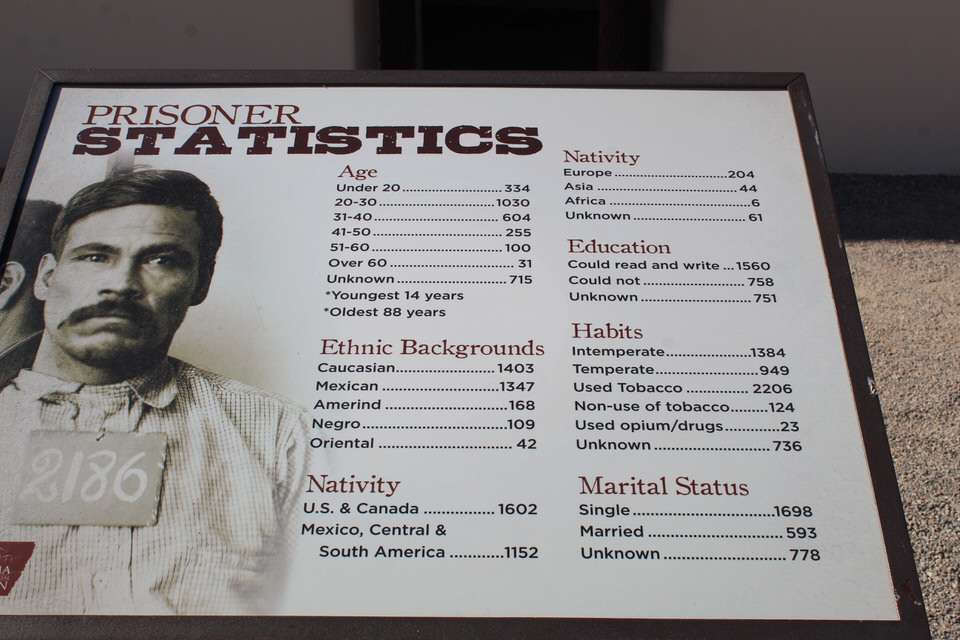 PRISONER
STATISTICS
Age
Under 20....................................334
20-30.......................................1030
31-40........................................604
41-50........................................255
51-60........................................100
Over 60......................................31
Unknown......................................715
*Youngest 14 years
*Oldest 88 years
Ethnic Backgrounds
Caucasian..........................1403
Mexican ............................1347
Amerind .............................168
Negro................................109
Oriental .............................42
Nativity
U.S. & Canada ............ 1602
Mexico, Central &
South America ............1152
2186
Nativity
Europe...............................204
Asia ..................................44
Africa .................................6
Unknown ..............................61
Education
Could read and write ...1560
Could not ..........................758
Unknown ............................751
Habits
Intemperate.....................1384
Temperate.........................949
Used Tobacco ............... 2206
Non-use of tobacco.........124
Used opium/drugs.............23
Unknown ...........................736
Marital Status
Single................................1698
Married .............................593
Unknown ..........................778